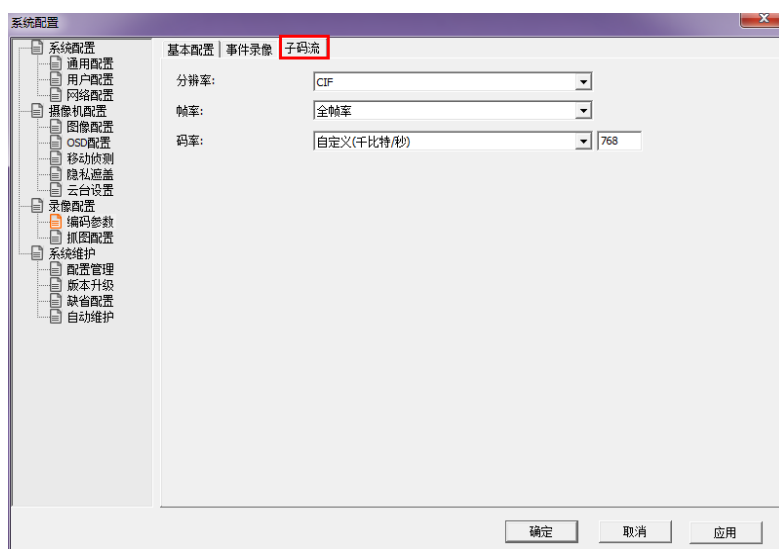 系统配置
系统配置
通用配置
用户配置
网络配置
摄像机配置
图像配置
OSD配置
移动侦测
隐私遮盖
云台设置
录像配置
编码参数
抓图配置
系统维护
配置管理
版本升级
缺省配置
自动维护
基本配置 事件录像 子码流
分辨率: CIF
帧率: 全帧率
码率: 自定义(千比特/秒) 768
确定 取消 应用